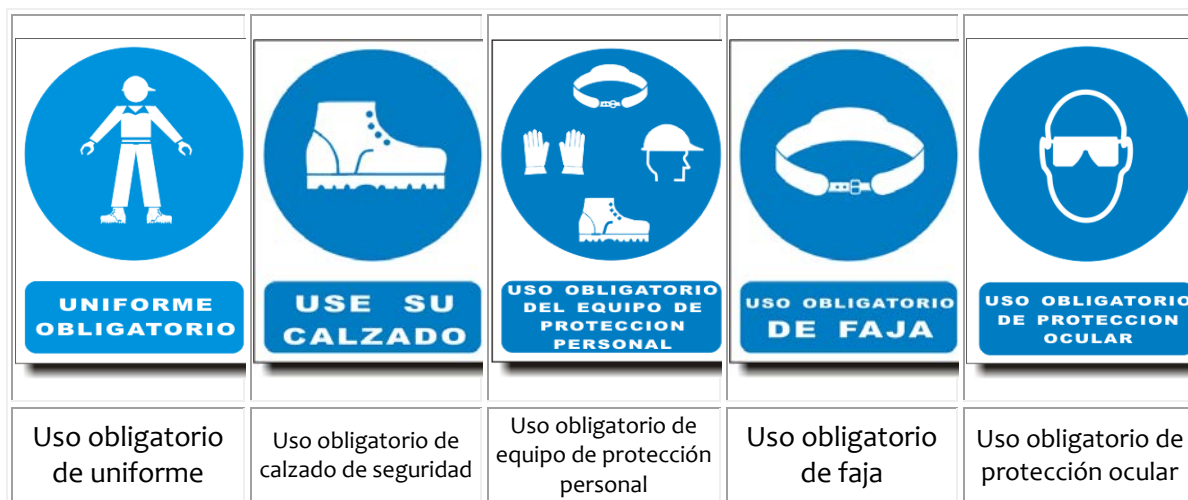 UNIFORME
OBLIGATORIO
USE SU
CALZADO
USO OBLIGATORIO
DEL EQUIPO DE
PROTECCION
PERSONAL
USO OBLIGATORIO
DE FAJA
USO OBLIGATORIO
DE PROTECCION
OCULAR
Uso obligatorio
de uniforme
Uso obligatorio de
calzado de seguridad
Uso obligatorio de
equipo de protección
personal
Uso obligatorio
de faja
Uso obligatorio de
protección ocular